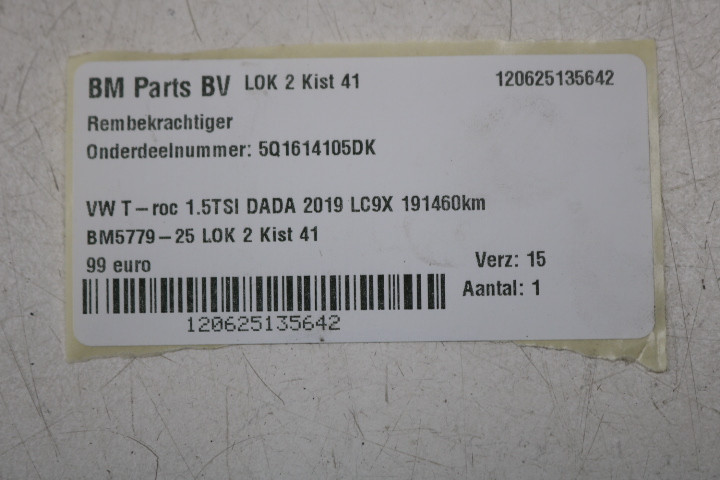 BM Parts BV LOK 2 Kist 41 120625135642
Rembekrachtiger
Onderdeelnummer: 5Q1614105DK
VW T-roc 1.5TSI DADA 2019 LC9X 191460km
BM5779-25 LOK 2 Kist 41
99 euro Verz: 15
Aantal: 1
120625135642